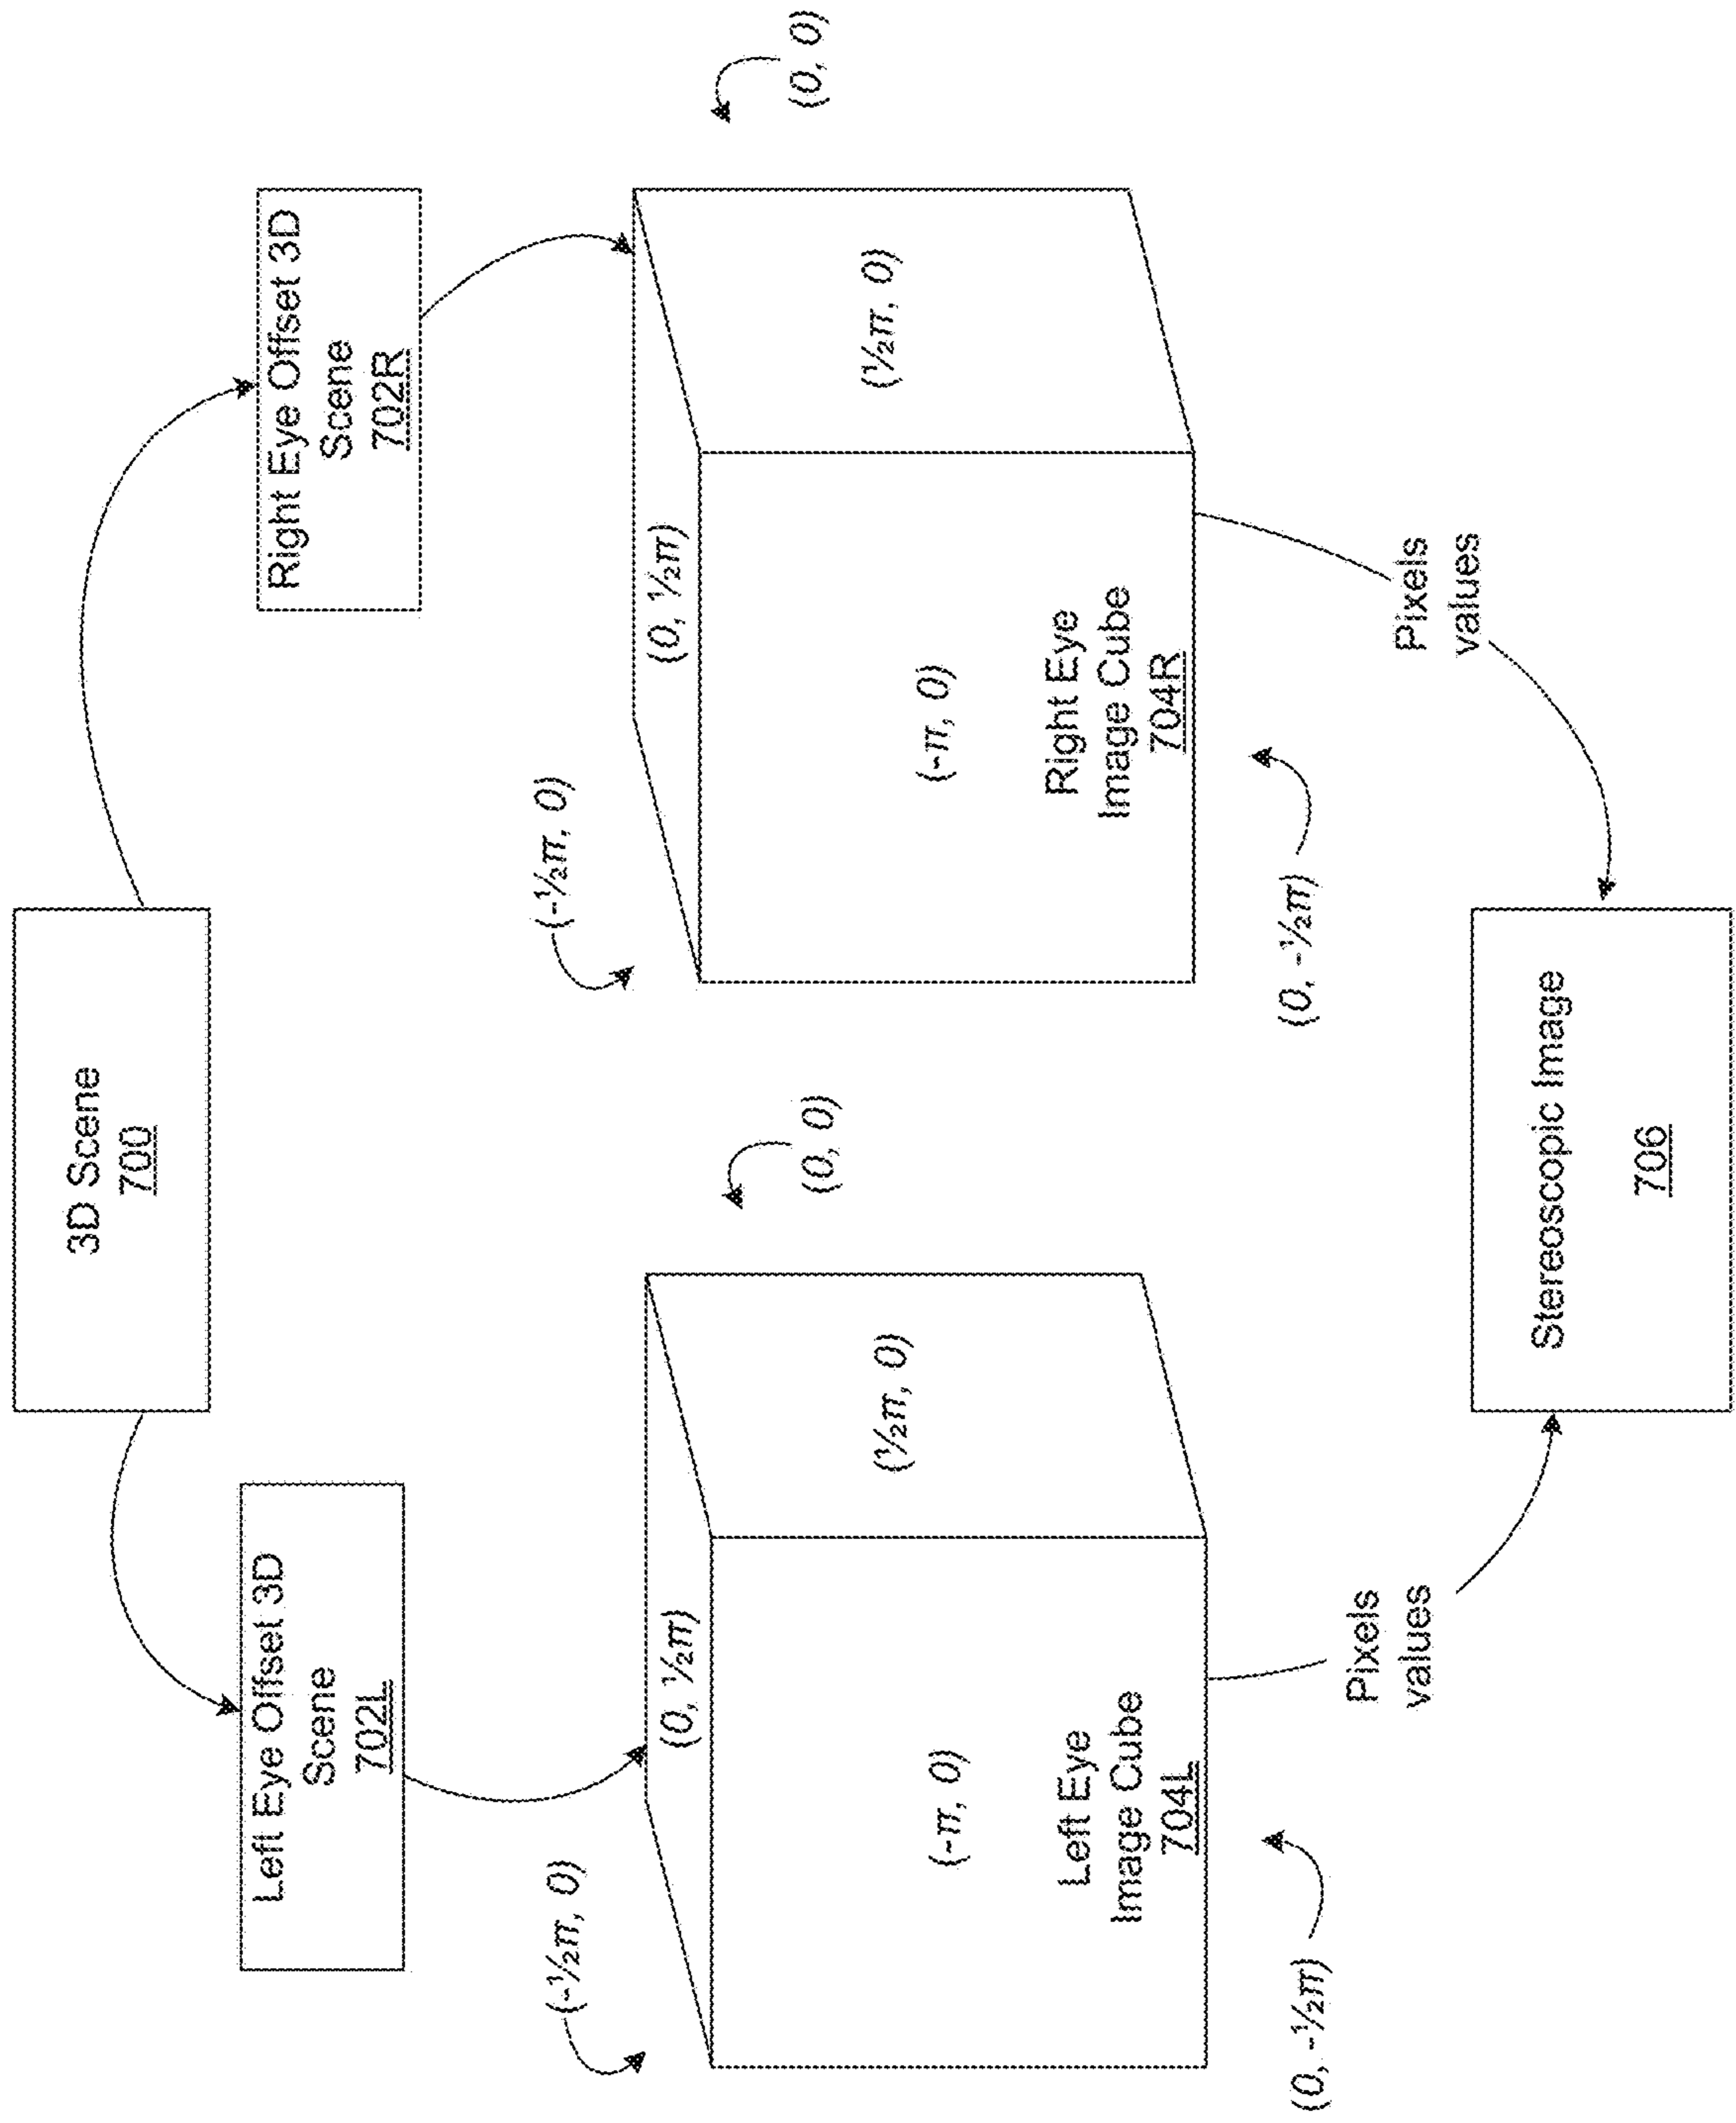 3D Scene
700
Left Eye Offset 3D
Scene
702L
Right Eye Offset 3D
Scene
702R
(-½π, 0)
(0, ½π)
(0, 0)
(½π, 0)
(-π, 0)
Left Eye
Image Cube
704L
(0, -½π)
(-½π, 0)
(0, ½π)
(0, 0)
(½π, 0)
(-π, 0)
Right Eye
Image Cube
704R
(0, -½π)
Pixels
values
Pixels
values
Stereoscopic Image
706